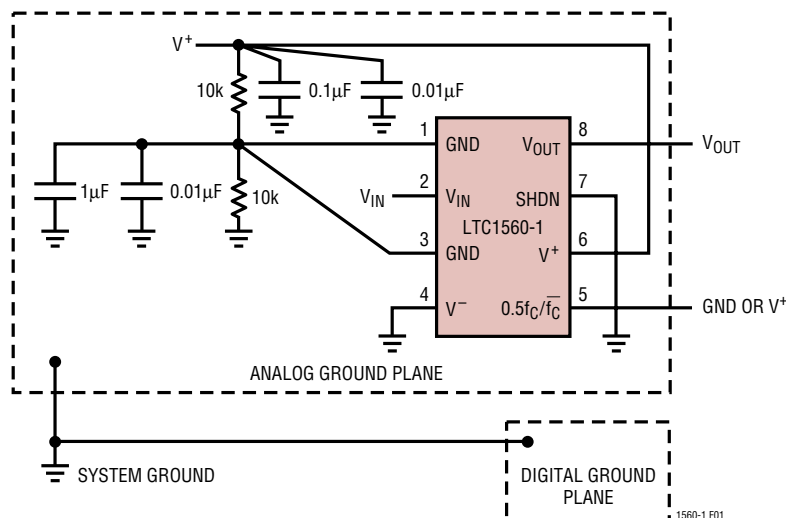 V+
10k
0.1µF
0.01µF
1
GND
VOUT
8
VOUT
1µF
0.01µF
10k
VIN
2
VIN
SHDN
7
LTC1560-1
3
GND
V+
6
4
V−
0.5fC/f̅C̅
5
GND OR V+
ANALOG GROUND PLANE
SYSTEM GROUND
DIGITAL GROUND
PLANE
1560-1 F01